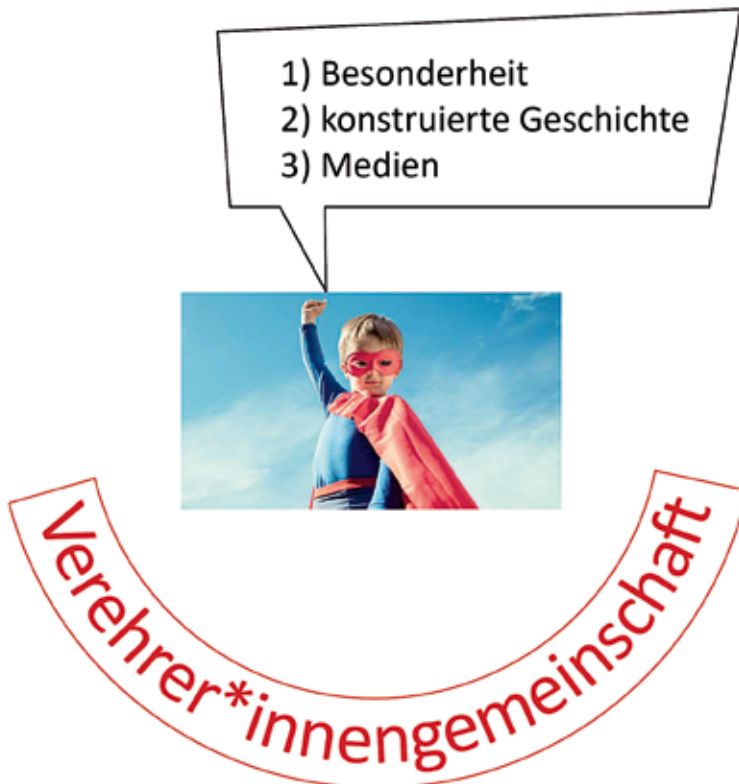 1) Besonderheit
2) konstruierte Geschichte
3) Medien
Verehrer*innengemeinschaft